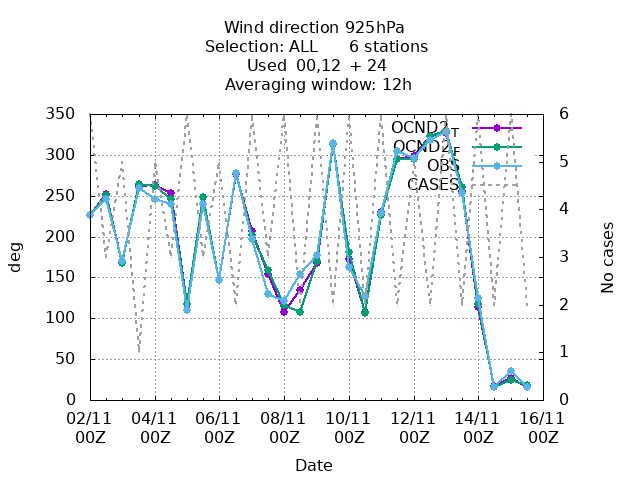 Wind direction 925hPa
Selection: ALL 6 stations
Used 00,12 + 24
Averaging window: 12h
OCND2_T
OCND2_F
OBS
CASES
deg
350
300
250
200
150
100
50
0
6
5
4
3
2
1
0
No cases
02/11 04/11 06/11 08/11 10/11 12/11 14/11 16/11
00Z 00Z 00Z 00Z 00Z 00Z 00Z 00Z
Date